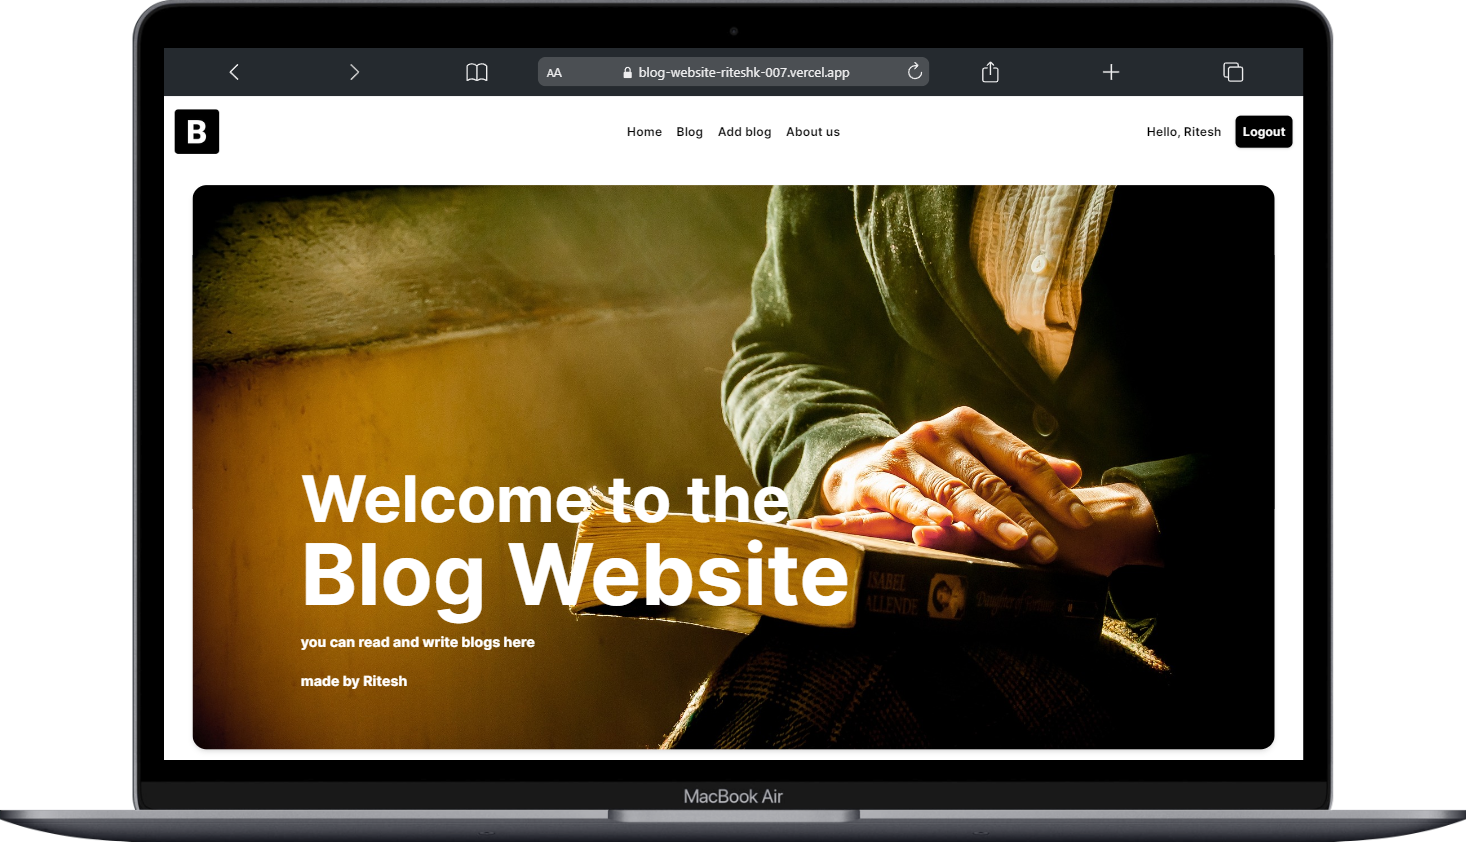 AA blog-website-riteshk-007.vercel.app
B Home Blog Add blog About us Hello, Ritesh Logout
Welcome to the
Blog Website
ISABEL
ALLENDE
Daughter of Fortune
you can read and write blogs here
made by Ritesh
MacBook Air